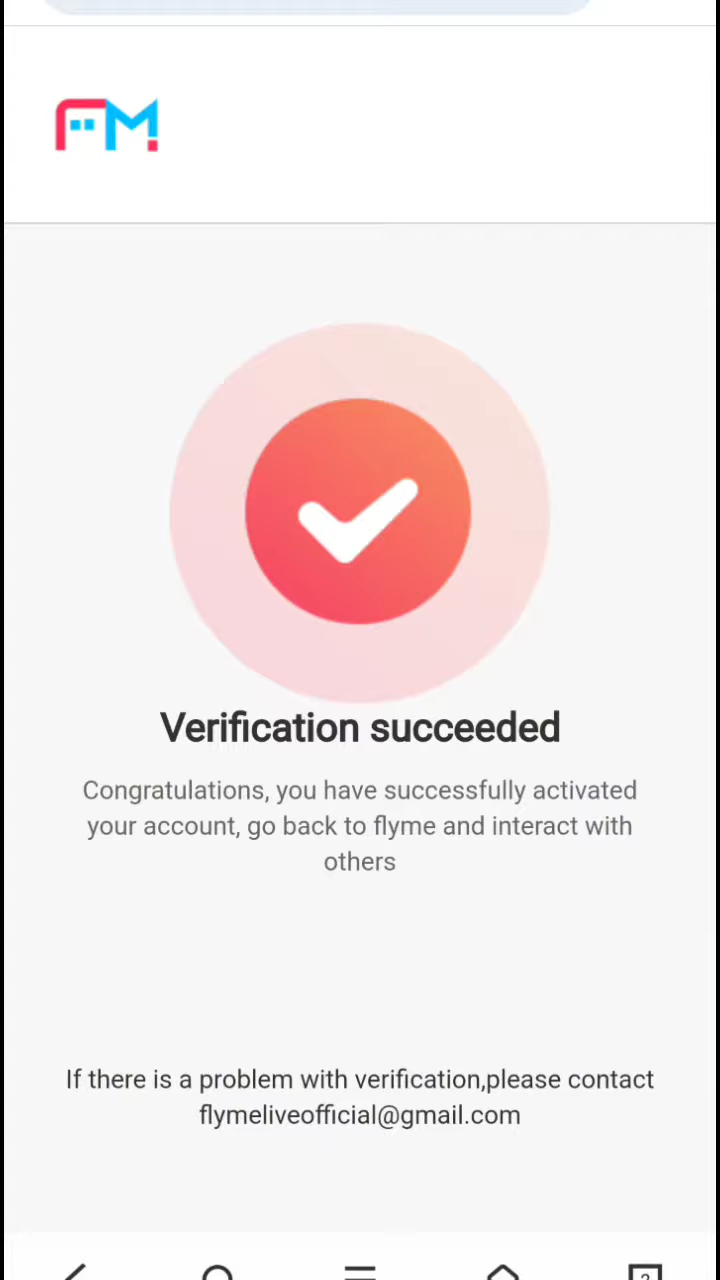 FM
Verification succeeded
Congratulations, you have successfully activated
your account, go back to flyme and interact with
others
If there is a problem with verification,please contact
flymeliveofficial@gmail.com